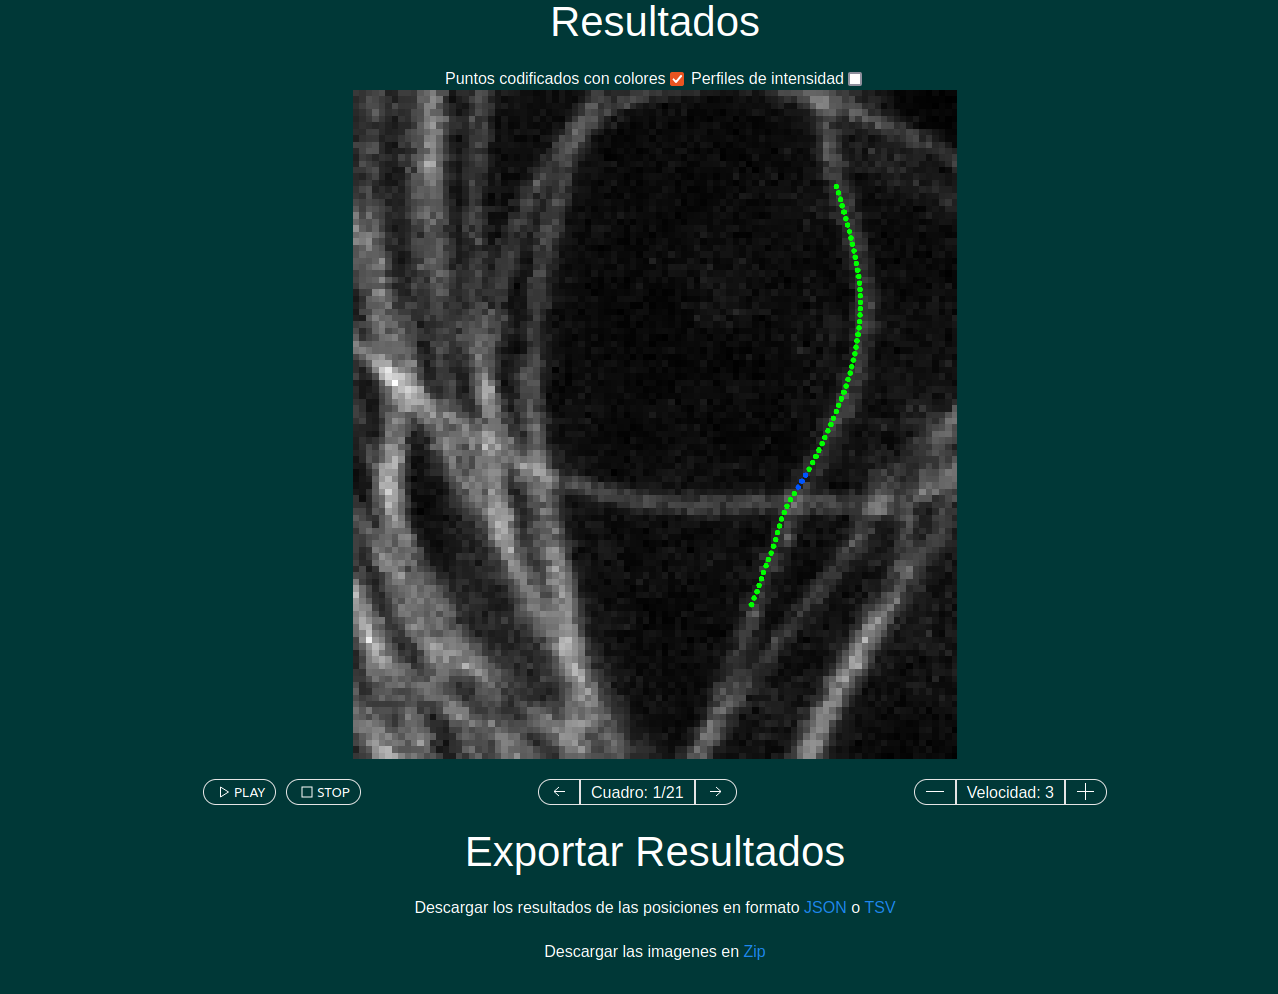 Resultados
Puntos codificados con colores Perfiles de intensidad
PLAY STOP Cuadro: 1/21 Velocidad: 3
Exportar Resultados
Descargar los resultados de las posiciones en formato JSON o TSV
Descargar las imagenes en Zip